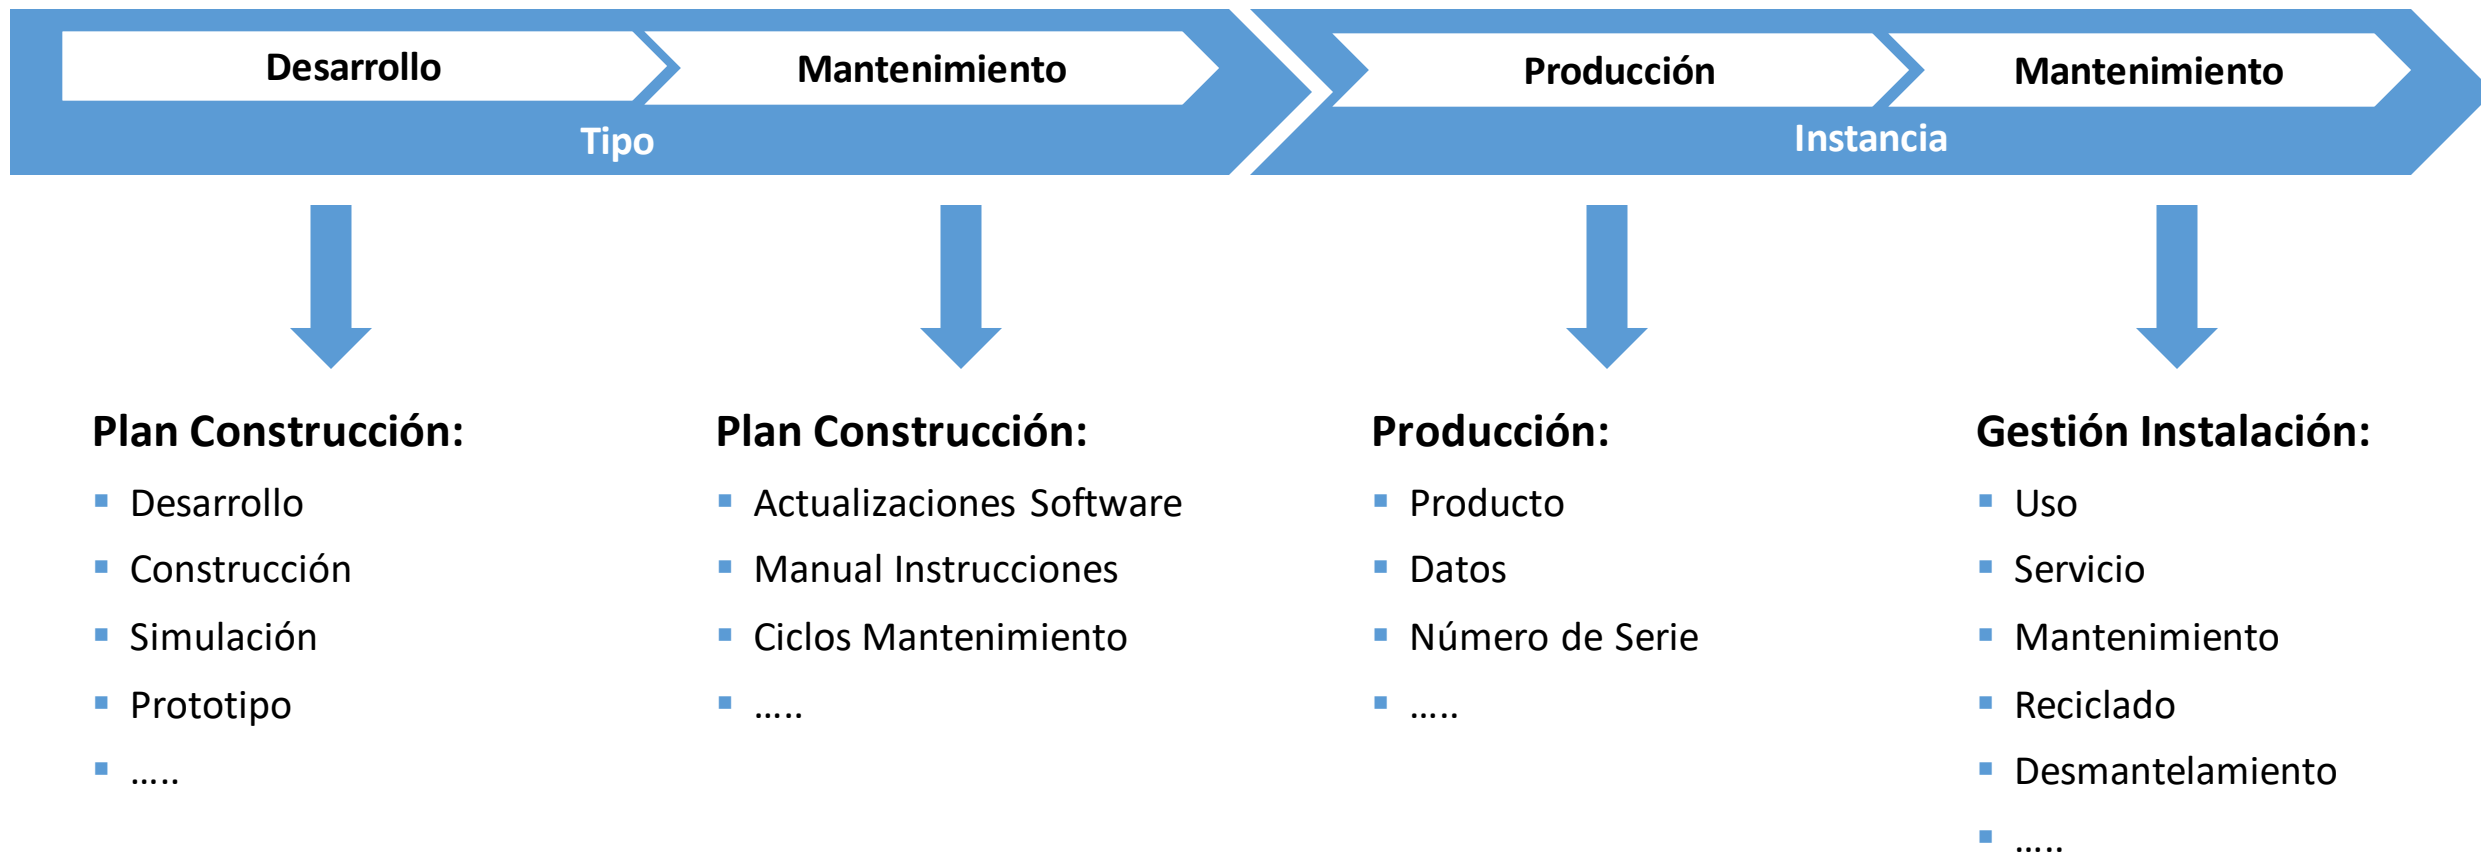 Desarrollo
Mantenimiento
Tipo
Producción
Mantenimiento
Instancia
Plan Construcción:
▪ Desarrollo
▪ Construcción
▪ Simulación
▪ Prototipo
▪ .....
Plan Construcción:
▪ Actualizaciones Software
▪ Manual Instrucciones
▪ Ciclos Mantenimiento
▪ .....
Producción:
▪ Producto
▪ Datos
▪ Número de Serie
▪ .....
Gestión Instalación:
▪ Uso
▪ Servicio
▪ Mantenimiento
▪ Reciclado
▪ Desmantelamiento
▪ .....